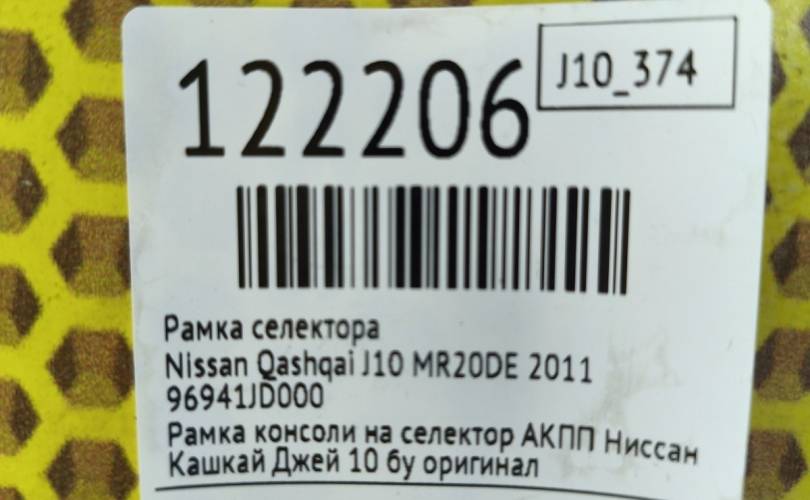 122206
J10_374
Рамка селектора
Nissan Qashqai J10 MR20DE 2011
96941JD000
Рамка консоли на селектор АКПП Ниссан
Кашкай Джей 10 бу оригинал